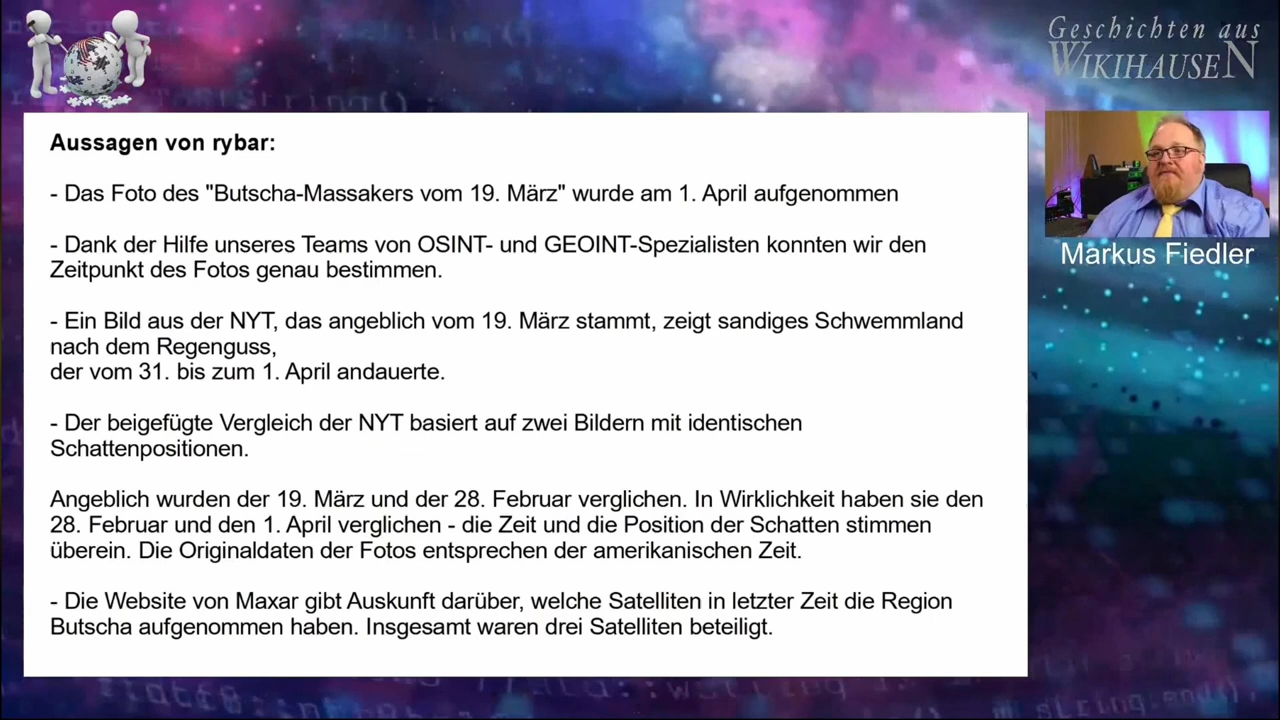 Geschichten aus
WIKIHAUSEN
Aussagen von rybar:
- Das Foto des "Butscha-Massakers vom 19. März" wurde am 1. April aufgenommen
- Dank der Hilfe unseres Teams von OSINT- und GEOINT-Spezialisten konnten wir den
Zeitpunkt des Fotos genau bestimmen.
- Ein Bild aus der NYT, das angeblich vom 19. März stammt, zeigt sandiges Schwemmland
nach dem Regenguss,
der vom 31. bis zum 1. April andauerte.
- Der beigefügte Vergleich der NYT basiert auf zwei Bildern mit identischen
Schattenpositionen.
Angeblich wurden der 19. März und der 28. Februar verglichen. In Wirklichkeit haben sie den
28. Februar und den 1. April verglichen - die Zeit und die Position der Schatten stimmen
überein. Die Originaldaten der Fotos entsprechen der amerikanischen Zeit.
- Die Website von Maxar gibt Auskunft darüber, welche Satelliten in letzter Zeit die Region
Butscha aufgenommen haben. Insgesamt waren drei Satelliten beteiligt.
Markus Fiedler